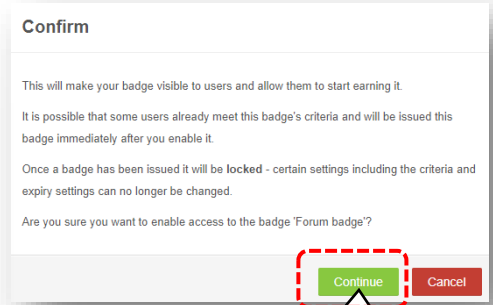 Confirm
This will make your badge visible to users and allow them to start earning it.
It is possible that some users already meet this badge's criteria and will be issued this
badge immediately after you enable it.
Once a badge has been issued it will be locked - certain settings including the criteria and
expiry settings can no longer be changed.
Are you sure you want to enable access to the badge 'Forum badge'?
Continue
Cancel